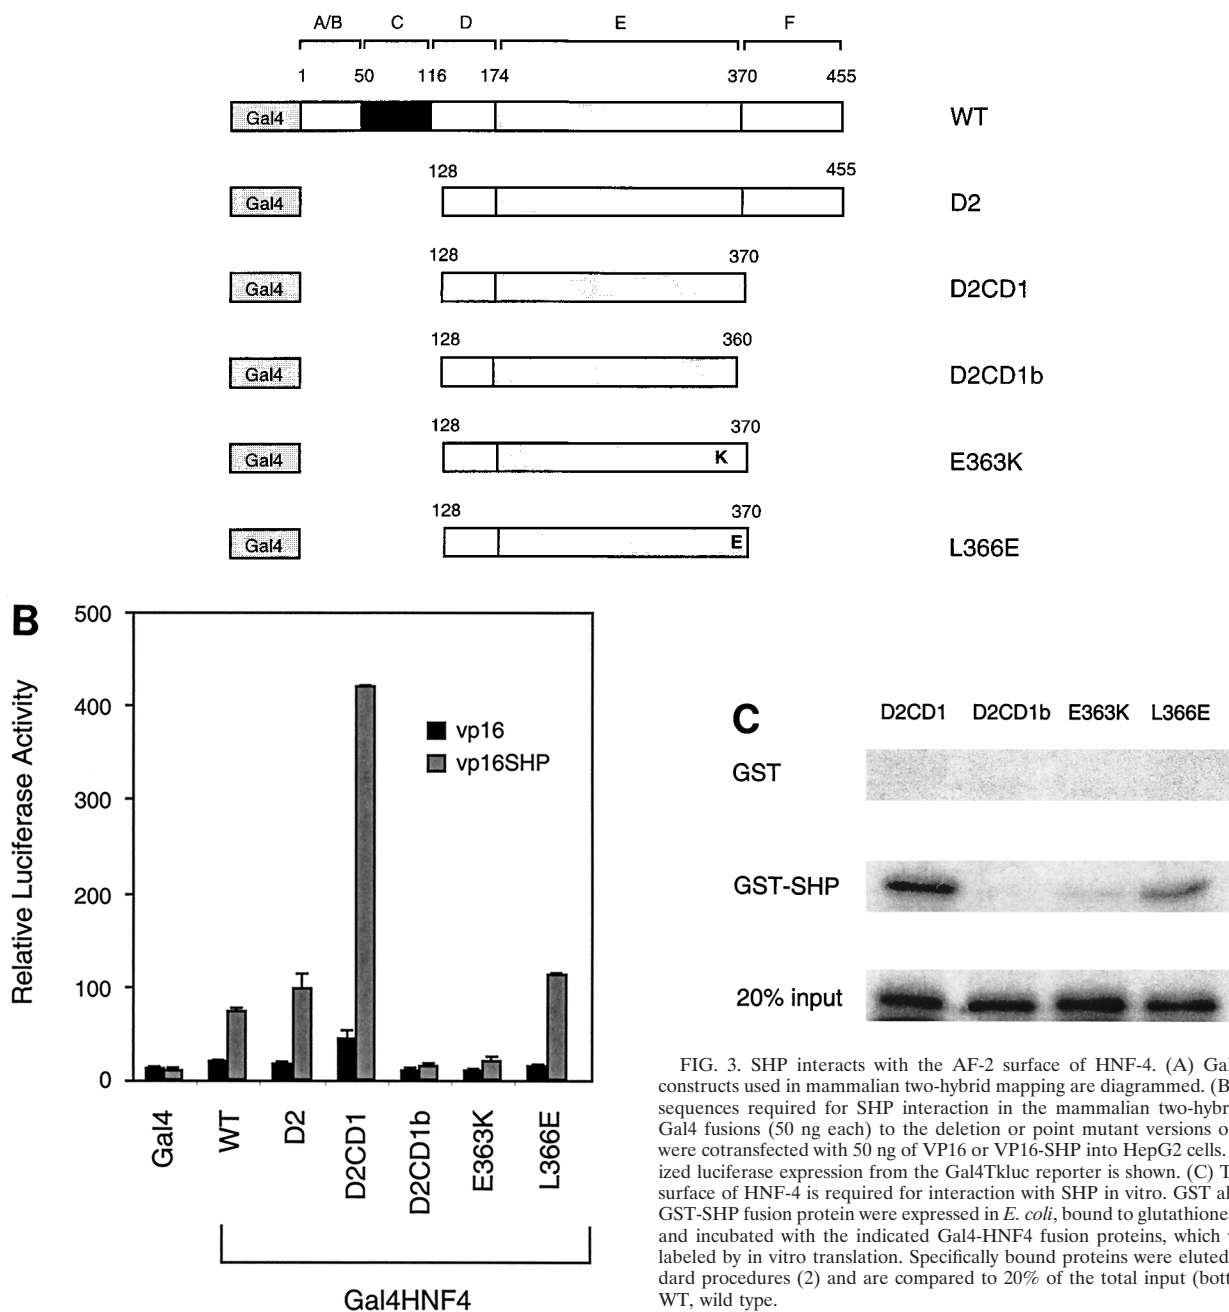 A/B C D E F
1 50 116 174 370 455
Gal4 WT
128 455
Gal4 D2
128 370
Gal4 D2CD1
128 360
Gal4 D2CD1b
128 370
Gal4 K E363K
128 370
Gal4 E L366E
B
500
400
300
200
100
0
Relative Luciferase Activity
vp16
vp16SHP
Gal4 WT D2 D2CD1 D2CD1b E363K L366E
Gal4HNF4
C
D2CD1 D2CD1b E363K L366E
GST
GST-SHP
20% input
FIG. 3. SHP interacts with the AF-2 surface of HNF-4. (A) Gal
constructs used in mammalian two-hybrid mapping are diagrammed. (B
sequences required for SHP interaction in the mammalian two-hybr
Gal4 fusions (50 ng each) to the deletion or point mutant versions o
were cotransfected with 50 ng of VP16 or VP16-SHP into HepG2 cells.
ized luciferase expression from the Gal4Tkluc reporter is shown. (C) T
surface of HNF-4 is required for interaction with SHP in vitro. GST al
GST-SHP fusion protein were expressed in E. coli, bound to glutathione
and incubated with the indicated Gal4-HNF4 fusion proteins, which
labeled by in vitro translation. Specifically bound proteins were eluted
dard procedures (2) and are compared to 20% of the total input (bott
WT, wild type.